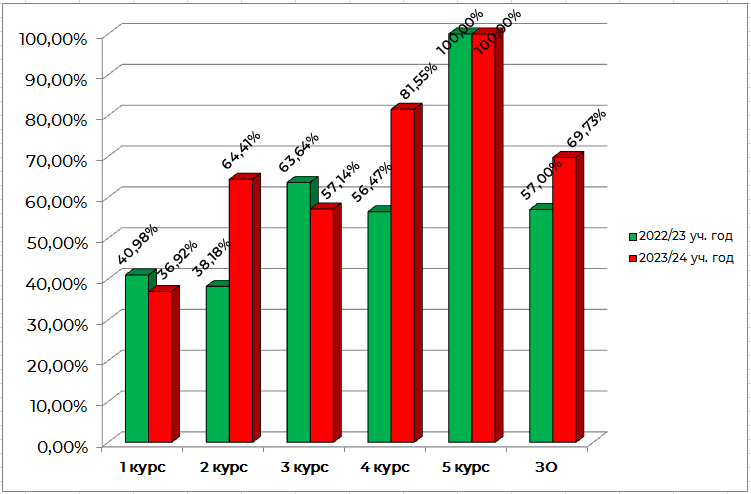 100,00%
90,00%
80,00%
70,00%
60,00%
50,00%
40,00%
30,00%
20,00%
10,00%
0,00%
40,98%
36,92%
38,18%
64,41%
63,64%
57,14%
56,47%
81,55%
100,00%
100,00%
57,00%
69,73%
1 курс
2 курс
3 курс
4 курс
5 курс
ЗО
2022/23 уч. год
2023/24 уч. год